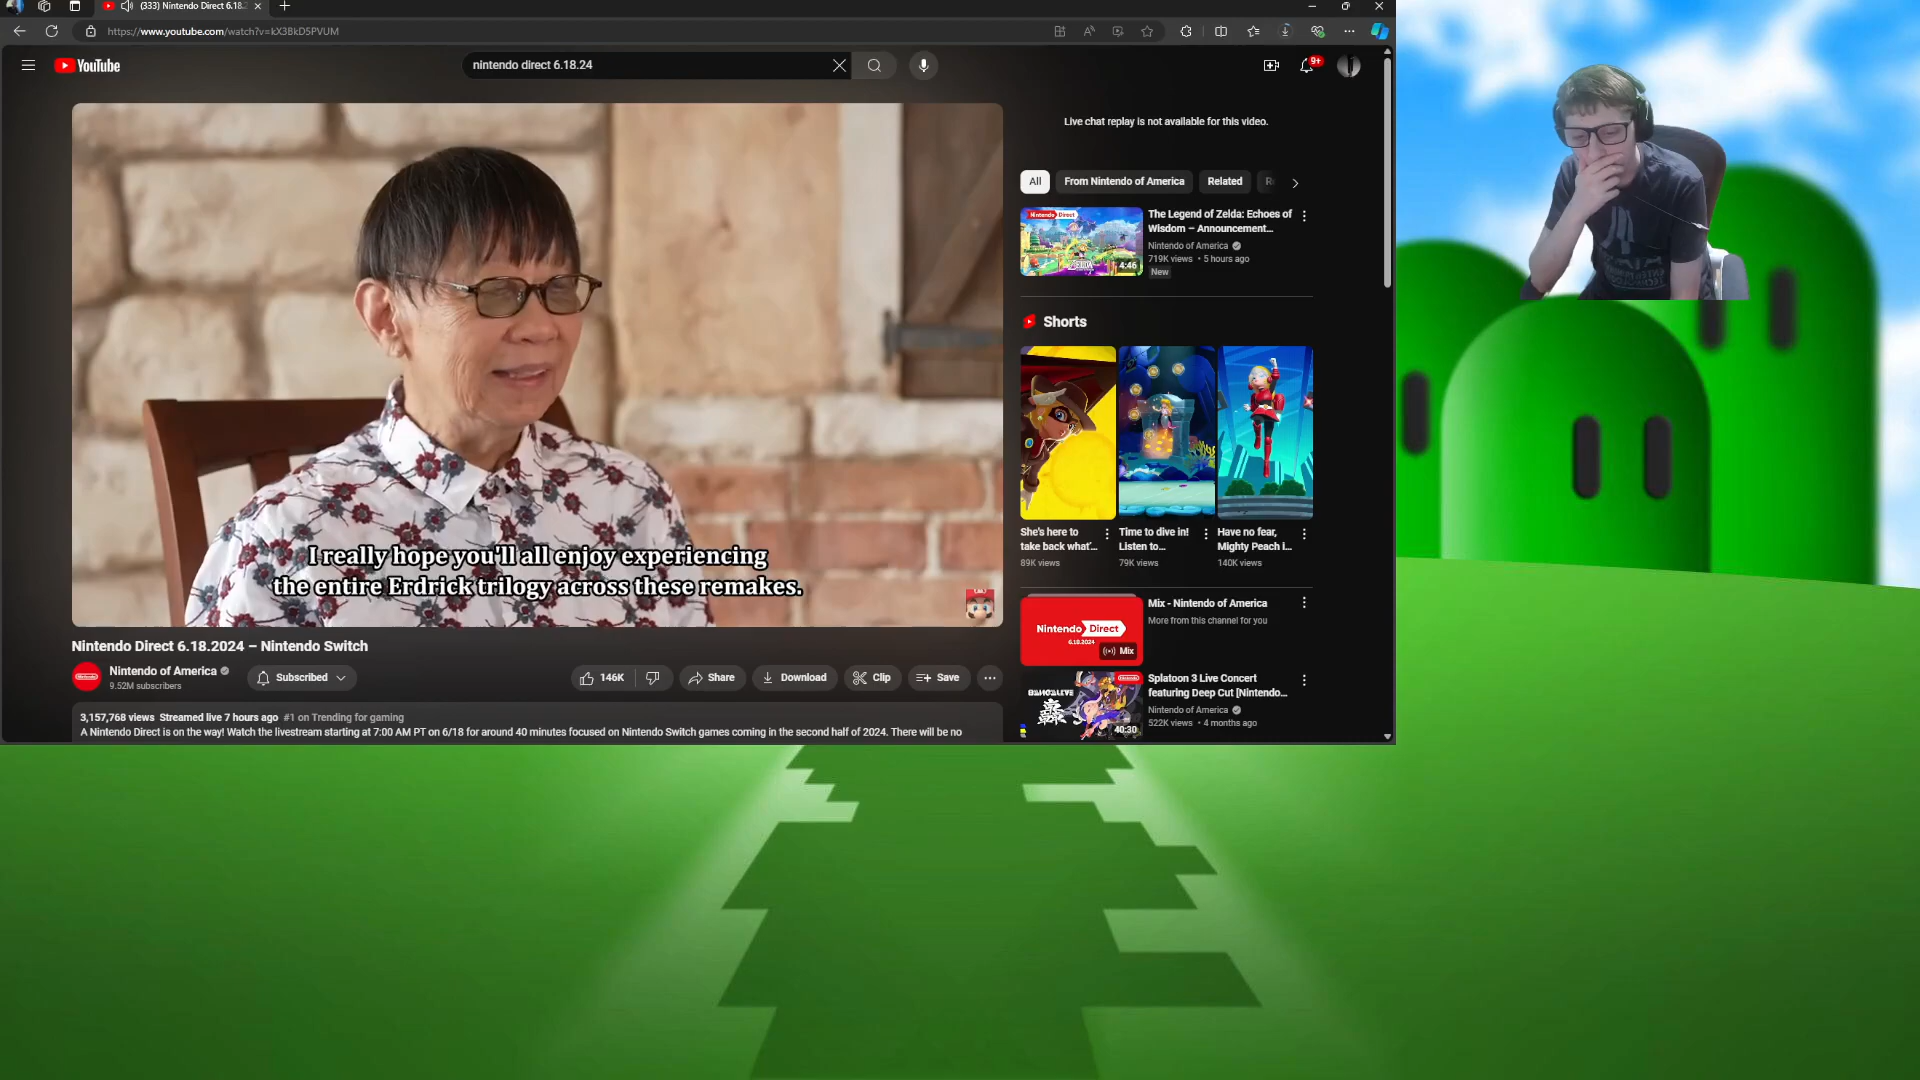 (333) Nintendo Direct 6.18.2
https://www.youtube.com/watch?v=kX3BkD5PVUM
YouTube
nintendo direct 6.18.24
9+
Live chat replay is not available for this video.
All
From Nintendo of America
Related
Nintendo Direct
ZELDA
4:46
The Legend of Zelda: Echoes of
Wisdom – Announcement...
Nintendo of America
719K views • 5 hours ago
New
Shorts
She's here to
take back what'...
89K views
Time to dive in!
Listen to...
79K views
Have no fear,
Mighty Peach i...
140K views
I really hope you'll all enjoy experiencing
the entire Erdrick trilogy across these remakes.
Nintendo Direct
6.18.2024
Mix
Mix - Nintendo of America
More from this channel for you
40:30
Splatoon 3 Live Concert
featuring Deep Cut [Nintendo...
Nintendo of America
522K views • 4 months ago
Nintendo Direct 6.18.2024 – Nintendo Switch
Nintendo of America
9.52M subscribers
Subscribed
146K
Share
Download
Clip
Save
3,157,768 views Streamed live 7 hours ago #1 on Trending for gaming
A Nintendo Direct is on the way! Watch the livestream starting at 7:00 AM PT on 6/18 for around 40 minutes focused on Nintendo Switch games coming in the second half of 2024. There will be no